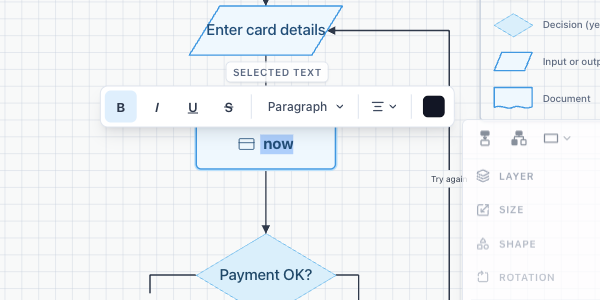 Enter card details
SELECTED TEXT
B I U S Paragraph
now
Try again
Payment OK?
Decision (ye
Input or outp
Document
LAYER
SIZE
SHAPE
ROTATION